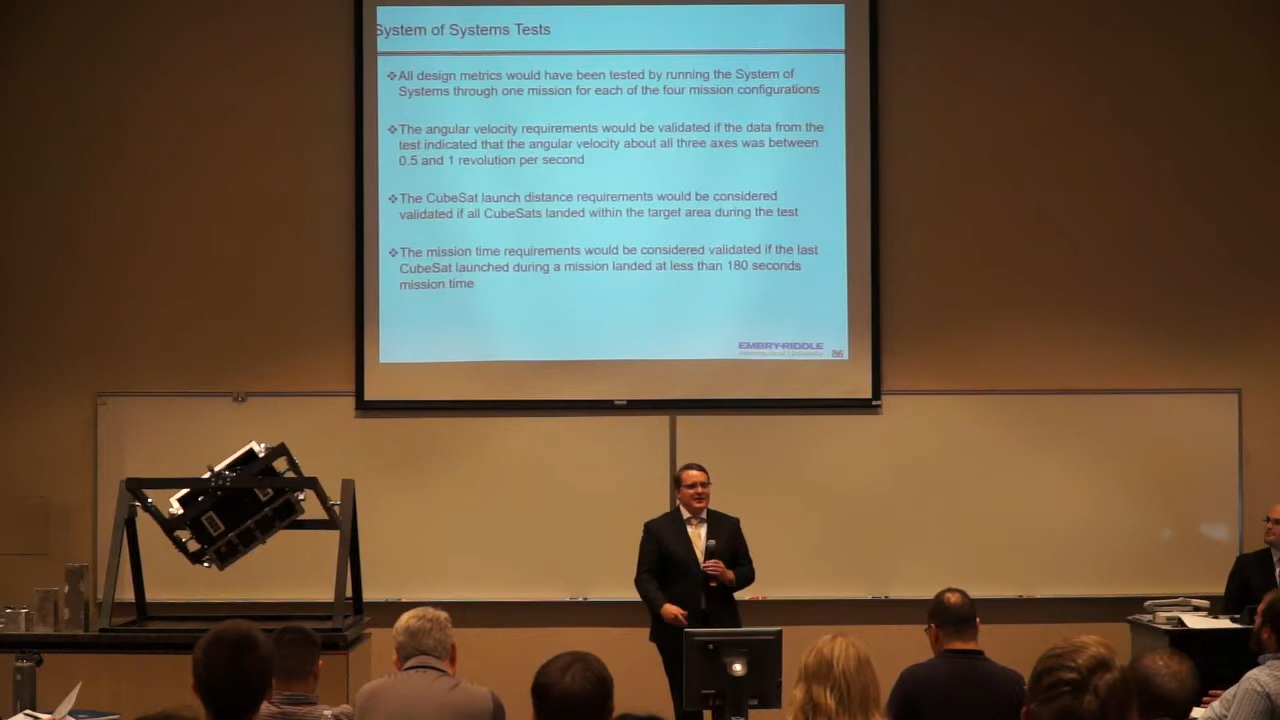 System of Systems Tests
❖All design metrics would have been tested by running the System of
Systems through one mission for each of the four mission configurations
❖The angular velocity requirements would be validated if the data from the
test indicated that the angular velocity about all three axes was between
0.5 and 1 revolution per second
❖The CubeSat launch distance requirements would be considered
validated if all CubeSats landed within the target area during the test
❖The mission time requirements would be considered validated if the last
CubeSat launched during a mission landed at less than 180 seconds
mission time
EMBRY-RIDDLE
Aeronautical University
86